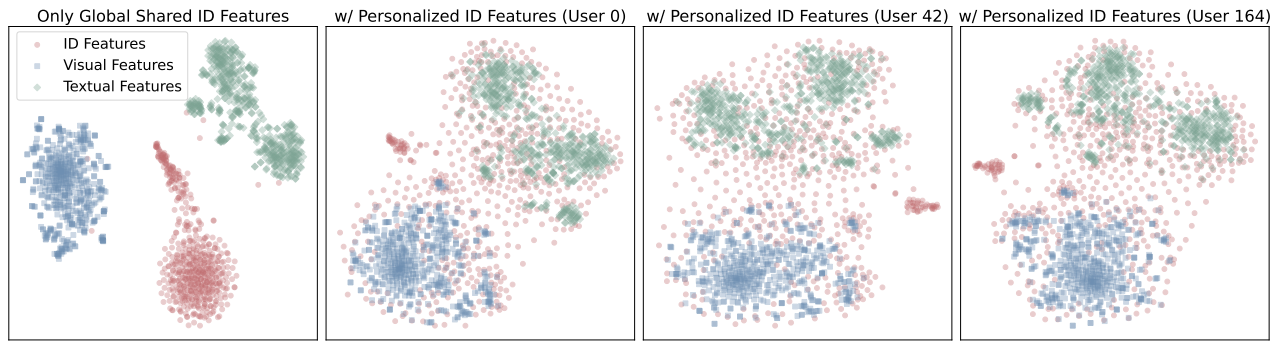 Only Global Shared ID Features
w/ Personalized ID Features (User 0)
w/ Personalized ID Features (User 42)
w/ Personalized ID Features (User 164)
ID Features
Visual Features
Textual Features